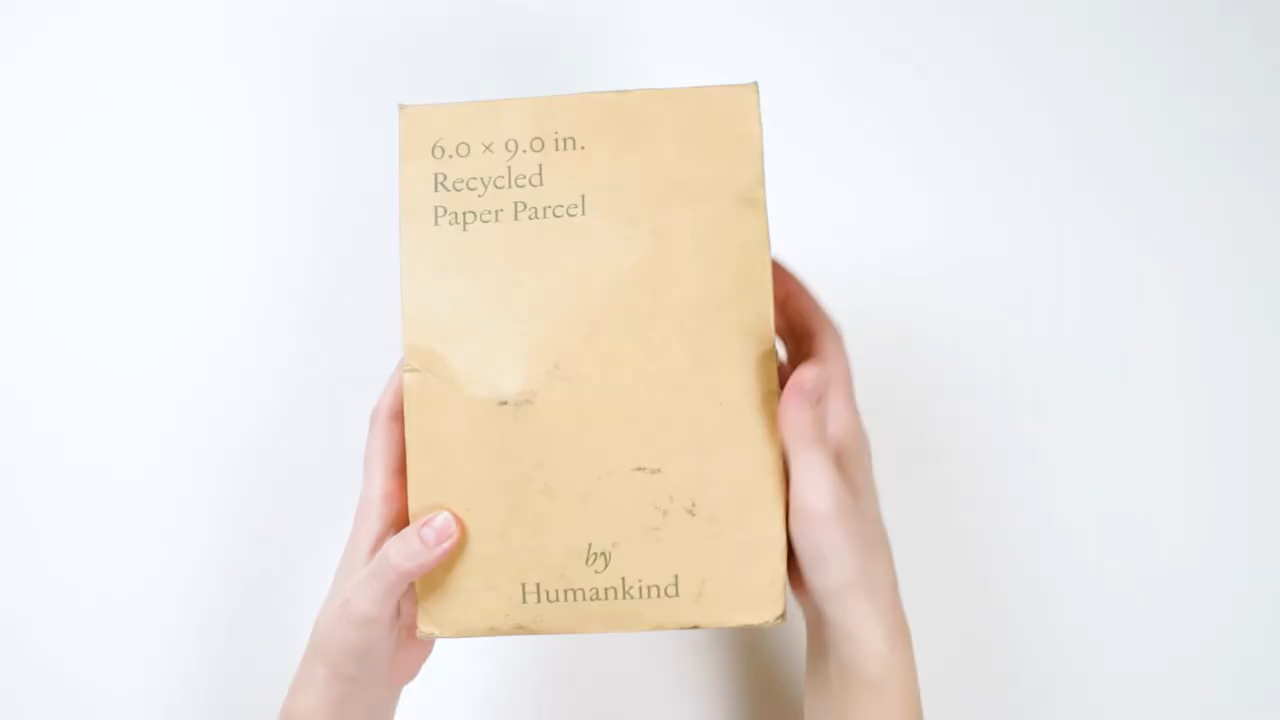 6.0 × 9.0 in.
Recycled
Paper Parcel
by
Humankind